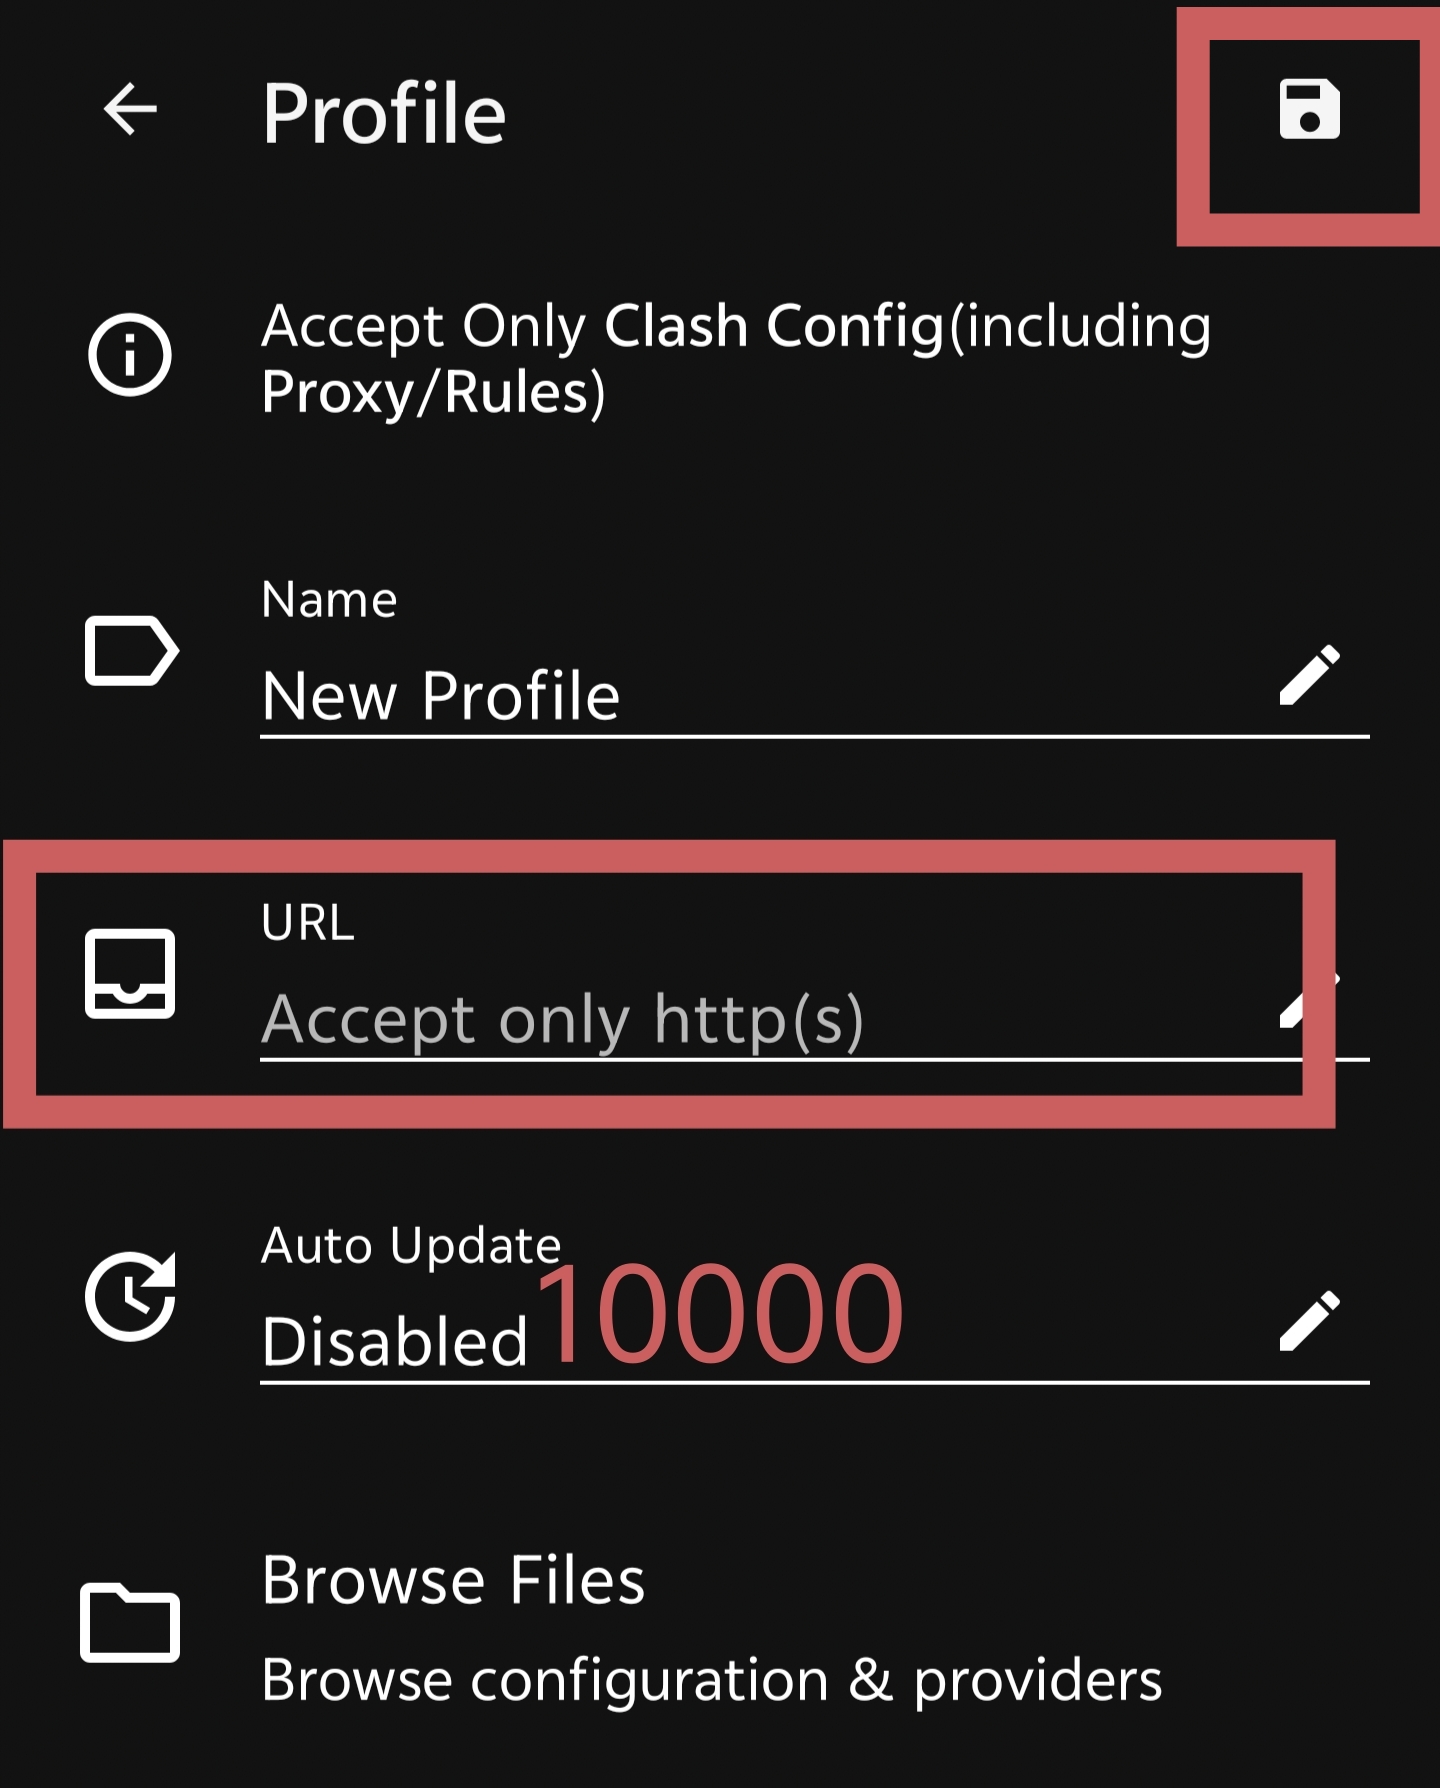 Profile
Accept Only Clash Config(including
Proxy/Rules)
Name
New Profile
URL
Accept only http(s)
Auto Update
Disabled 10000
Browse Files
Browse configuration & providers